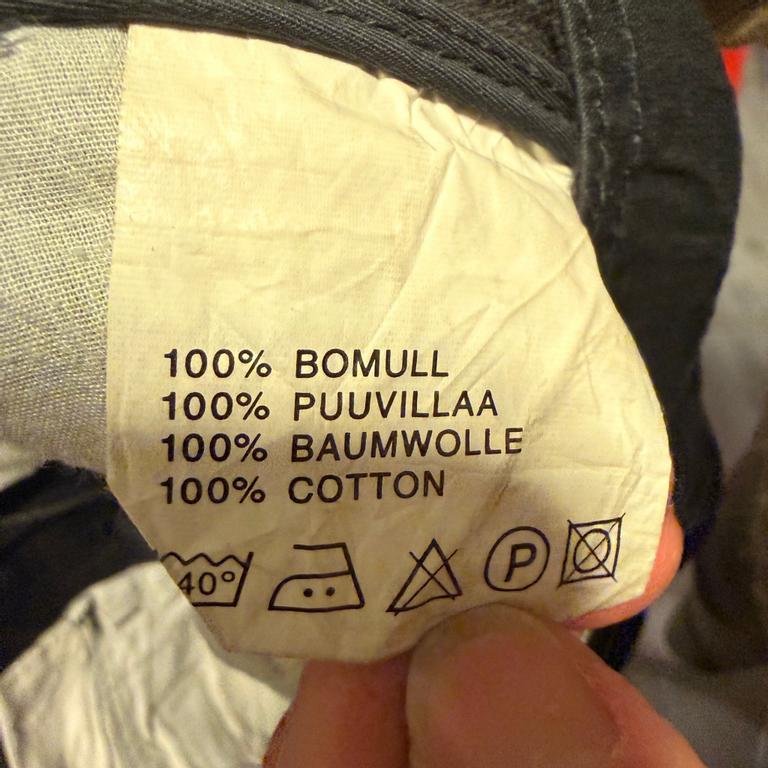 100% BOMULL
100% PUUVILLAA
100% BAUMWOLLE
100% COTTON
40° P